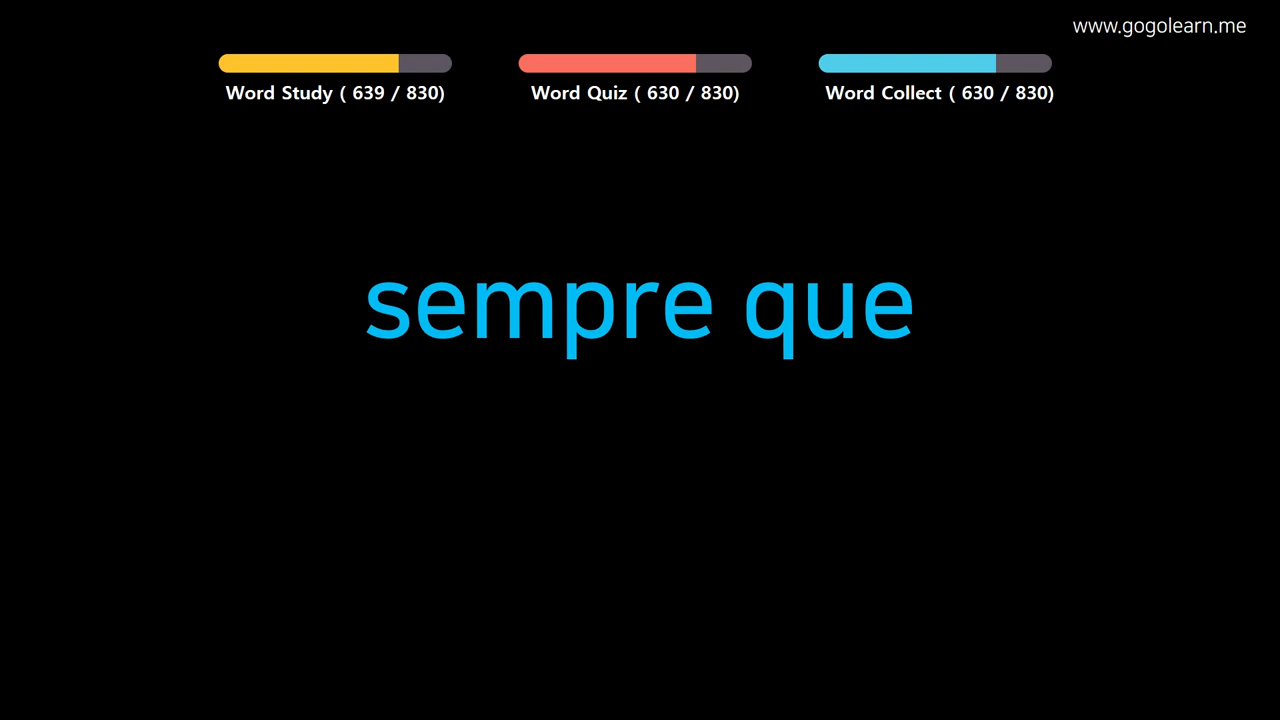 www.gogolearn.me
Word Study ( 639 / 830)
Word Quiz ( 630 / 830)
Word Collect ( 630 / 830)
sempre que